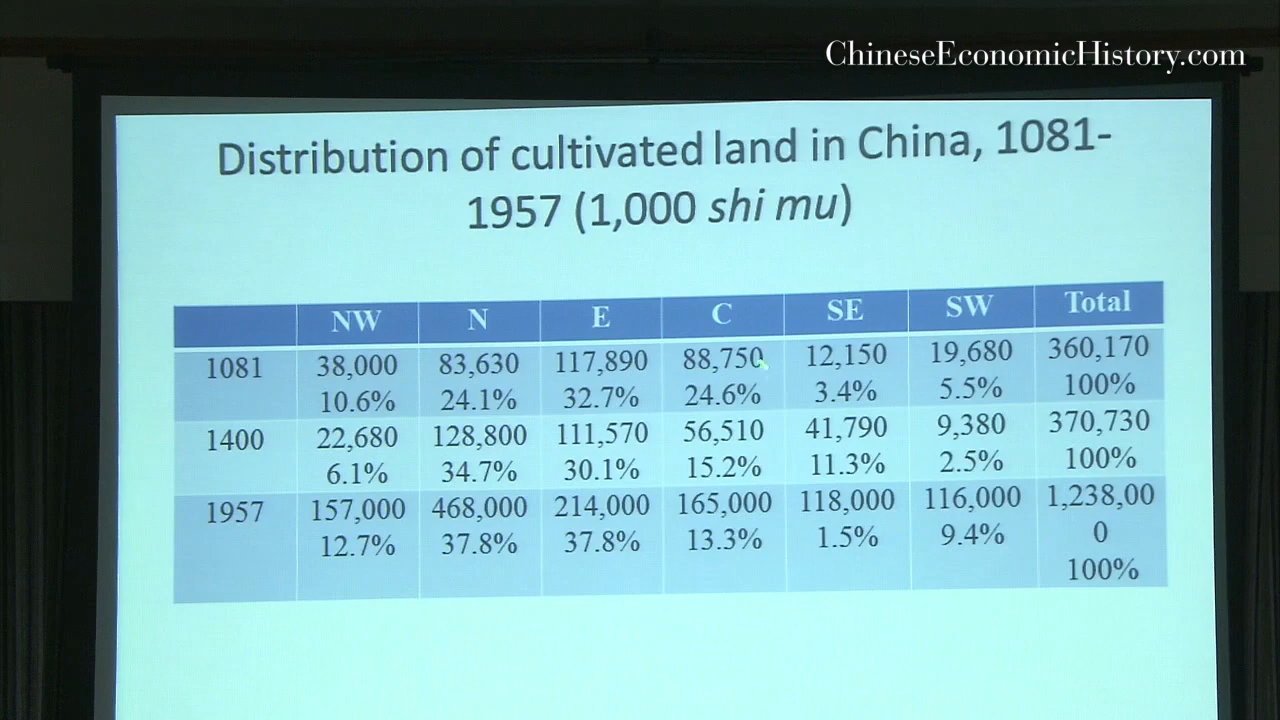 ChineseEconomicHistory.com
Distribution of cultivated land in China, 1081-
1957 (1,000 shi mu)
NW N E C SE SW Total
1081 38,000 83,630 117,890 88,750 12,150 19,680 360,170
10.6% 24.1% 32.7% 24.6% 3.4% 5.5% 100%
1400 22,680 128,800 111,570 56,510 41,790 9,380 370,730
6.1% 34.7% 30.1% 15.2% 11.3% 2.5% 100%
1957 157,000 468,000 214,000 165,000 118,000 116,000 1,238,00
12.7% 37.8% 37.8% 13.3% 1.5% 9.4% 0
100%